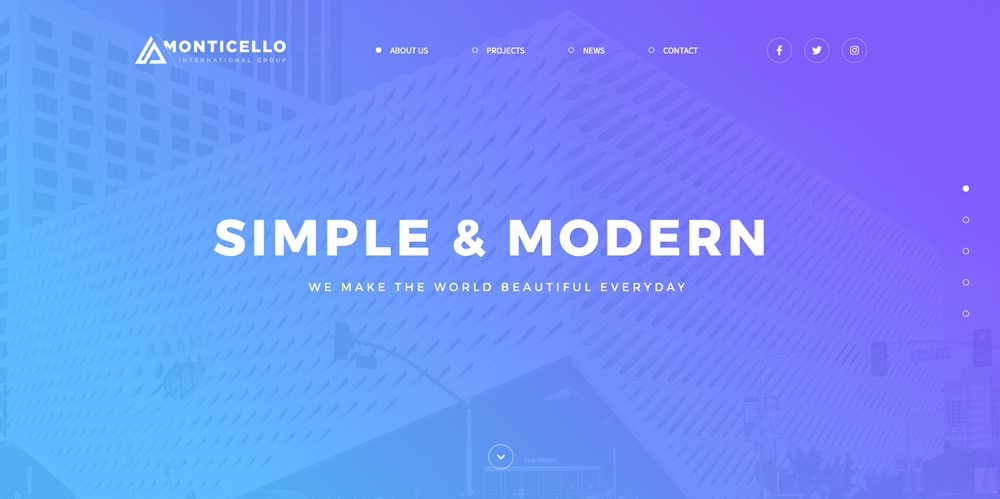 MONTICELLO
INTERNATIONAL GROUP
ABOUT US
PROJECTS
NEWS
CONTACT
SIMPLE & MODERN
WE MAKE THE WORLD BEAUTIFUL EVERYDAY